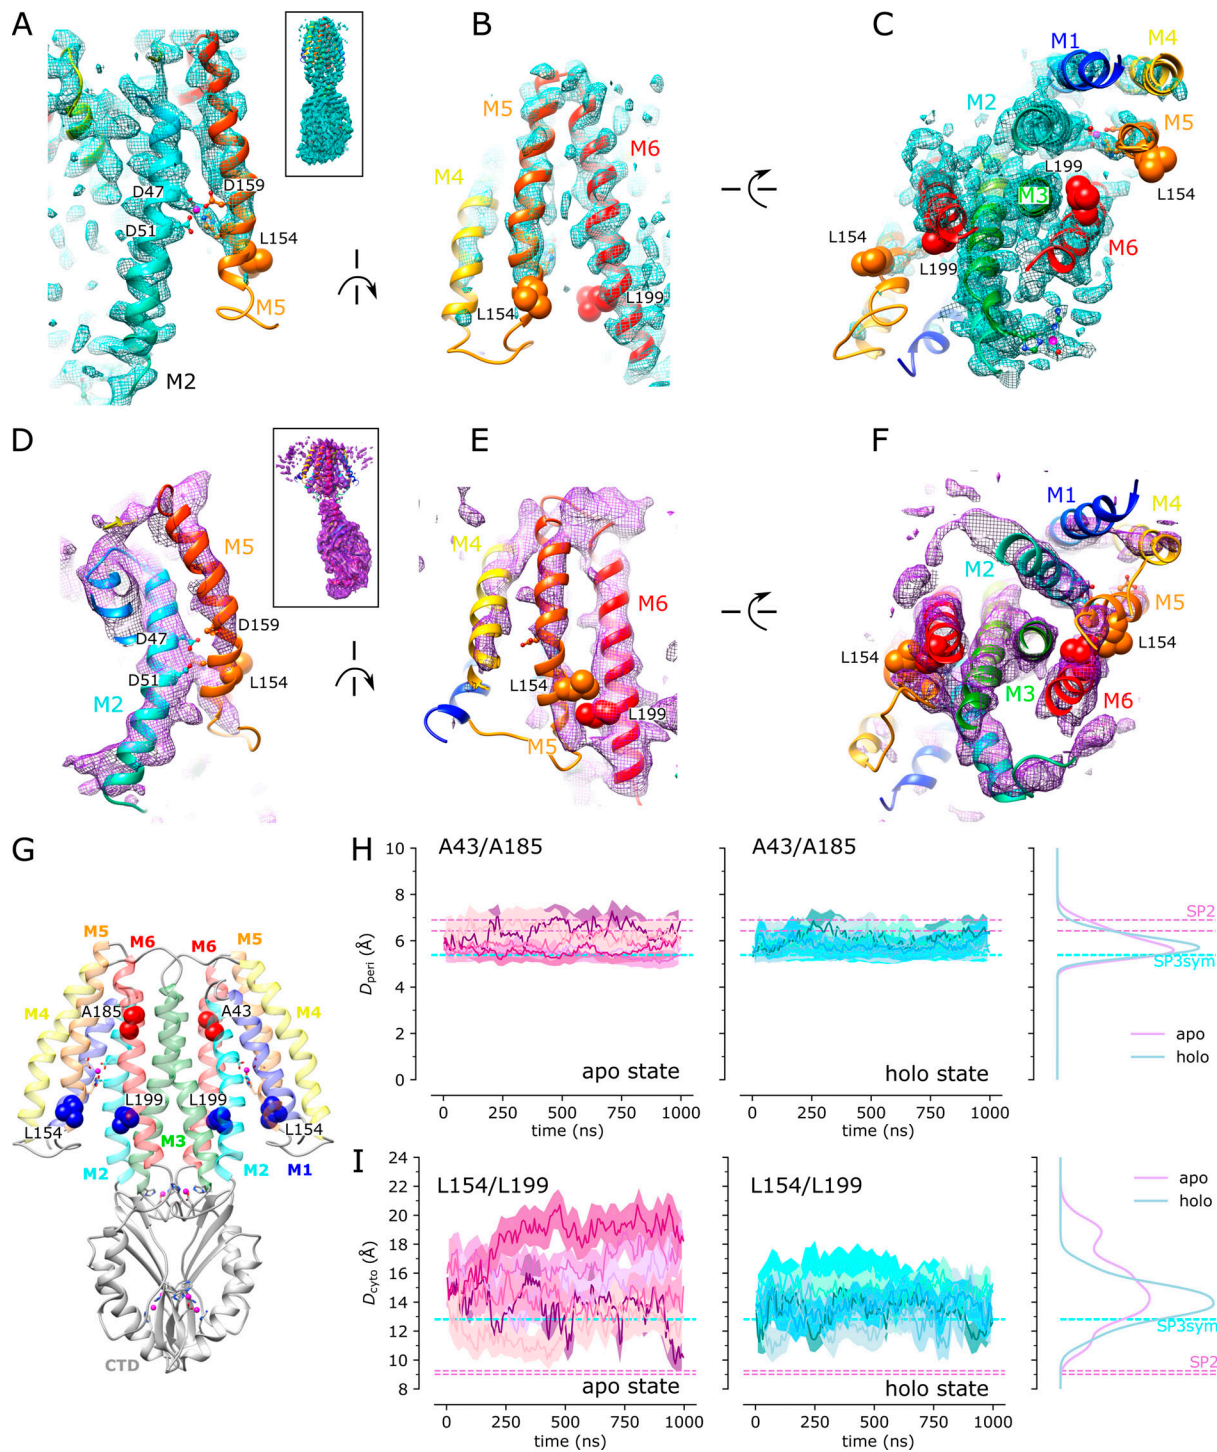 A
D47
D159
D51
L154
M5
M2
B
M5
M6
M4
L154
L199
C
M1
M4
M2
M5
L199
L154
M3
L154
M6
L199
D
M5
D47
D159
D51
L154
M2
E
M4
M6
L154
L199
M5
F
M1
M4
M2
M5
L154
L154
M3
M6
G
M5
M6
M6
M5
M4
A185
A43
M4
L199
L199
L154
L154
M3
M2
M2
M1
CTD
H
A43/A185
A43/A185
10
8
6
4
2
0
Dperi (Å)
SP2
SP3sym
apo
holo
apo state
holo state
0 250 500 750 1000
0 250 500 750 1000
time (ns)
time (ns)
I
L154/L199
L154/L199
24
22
20
18
16
14
12
10
8
Dcyto (Å)
apo
holo
SP3sym
SP2
apo state
holo state
0 250 500 750 1000
0 250 500 750 1000
time (ns)
time (ns)